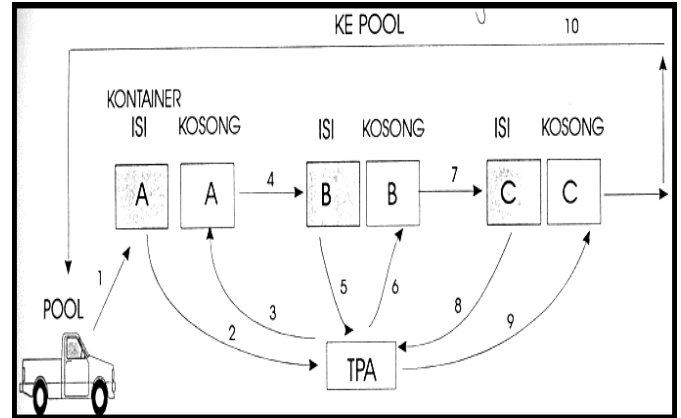 KE POOL 10
KONTAINER
ISI KOSONG ISI KOSONG ISI KOSONG
A A 4 B B 7 C C
1 5 6 8
POOL 2 3 9
TPA